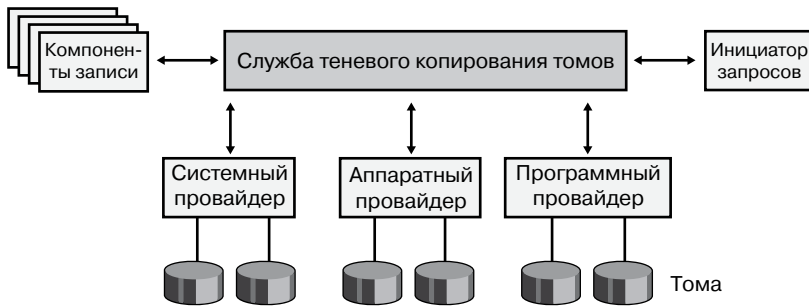 Компонен-
ты записи
Служба теневого копирования томов
Инициатор
запросов
Системный
провайдер
Аппаратный
провайдер
Программный
провайдер
Тома